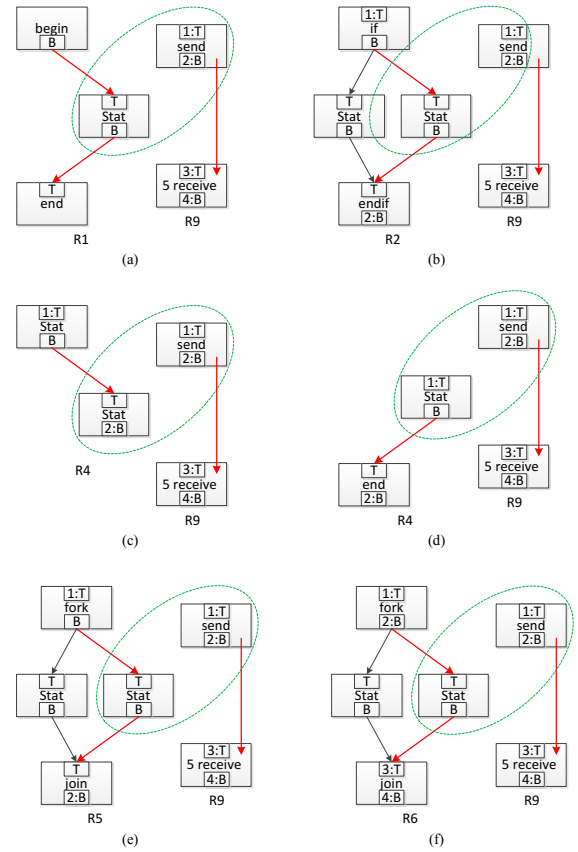 begin
B
1:T
send
2:B
T
Stat
B
T
end
3:T
5 receive
4:B
R1
R9
(a)
1:T
if
B
1:T
send
2:B
T
Stat
B
T
Stat
B
T
endif
2:B
3:T
5 receive
4:B
R2
R9
(b)
1:T
Stat
B
1:T
send
2:B
T
Stat
2:B
R4
3:T
5 receive
4:B
R9
(c)
1:T
send
2:B
1:T
Stat
B
T
end
2:B
3:T
5 receive
4:B
R4
R9
(d)
1:T
fork
B
1:T
send
2:B
T
Stat
B
T
Stat
B
T
join
2:B
3:T
5 receive
4:B
R5
R9
(e)
1:T
fork
2:B
1:T
send
2:B
T
Stat
B
T
Stat
B
3:T
join
4:B
3:T
5 receive
4:B
R6
R9
(f)